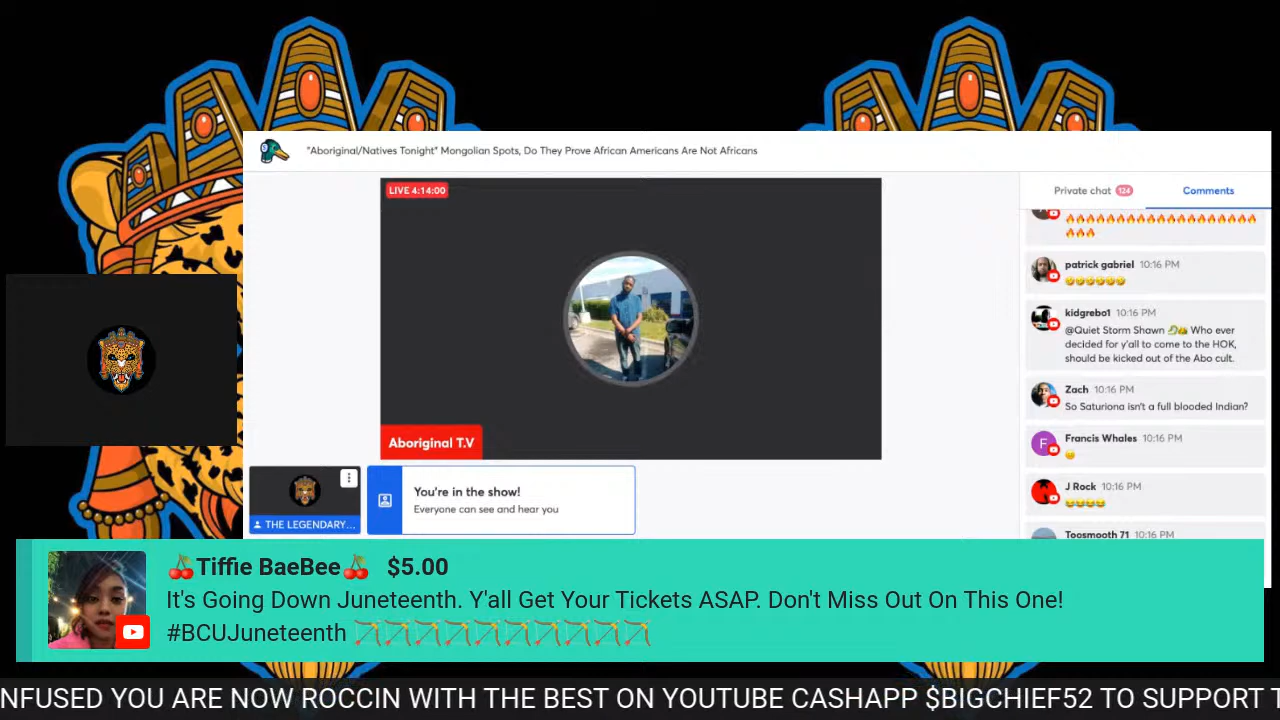 "Aboriginal/Natives Tonight" Mongolian Spots, Do They Prove African Americans Are Not Africans
LIVE 4:14:00
Aboriginal T.V
THE LEGENDARY...
You're in the show!
Everyone can see and hear you
Private chat 124
Comments
🔥🔥🔥🔥🔥🔥🔥🔥🔥🔥🔥🔥🔥🔥🔥🔥🔥🔥🔥
🔥🔥🔥
patrick gabriel 10:16 PM
🤣🤣🤣🤣🤣🤣
kidgrebo1 10:16 PM
@Quiet Storm Shawn Who ever
decided for y'all to come to the HOK,
should be kicked out of the Abo cult.
Zach 10:16 PM
So Saturiona isn't a full blooded Indian?
Francis Whales 10:16 PM
F
J Rock 10:16 PM
😂😂😂😂
Toosmooth 71 10:16 PM
🍒Tiffie BaeBee🍒 $5.00
It's Going Down Juneteenth. Y'all Get Your Tickets ASAP. Don't Miss Out On This One!
#BCUJuneteenth 🏹🏹🏹🏹🏹🏹🏹🏹🏹🏹
NFUSED YOU ARE NOW ROCCIN WITH THE BEST ON YOUTUBE CASHAPP $BIGCHIEF52 TO SUPPORT T